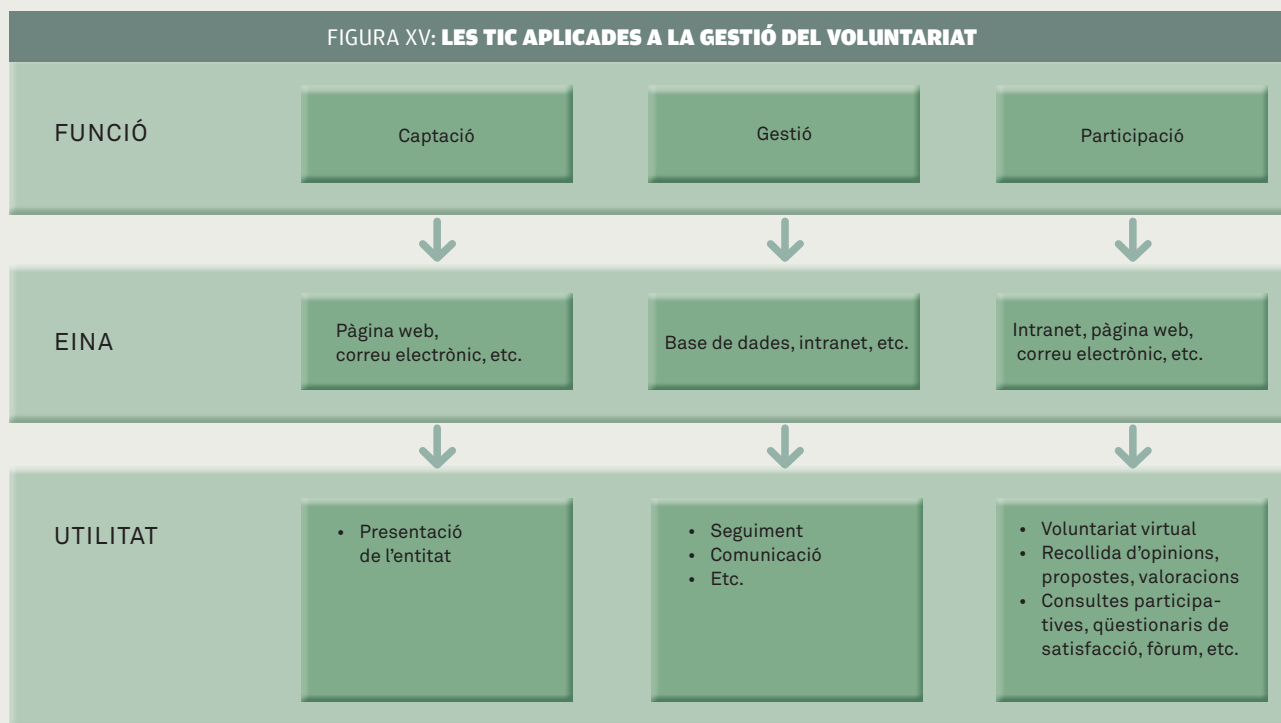 FIGURA XV: LES TIC APLICADES A LA GESTIÓ DEL VOLUNTARIAT
FUNCIÓ
Captació
Gestió
Participació
EINA
Pàgina web,
correu electrònic, etc.
Base de dades, intranet, etc.
Intranet, pàgina web,
correu electrònic, etc.
UTILITAT
• Presentació
de l’entitat
• Seguiment
• Comunicació
• Etc.
• Voluntariat virtual
• Recollida d’opinions,
propostes, valoracions
• Consultes participa-
tives, qüestionaris de
satisfacció, fòrum, etc.